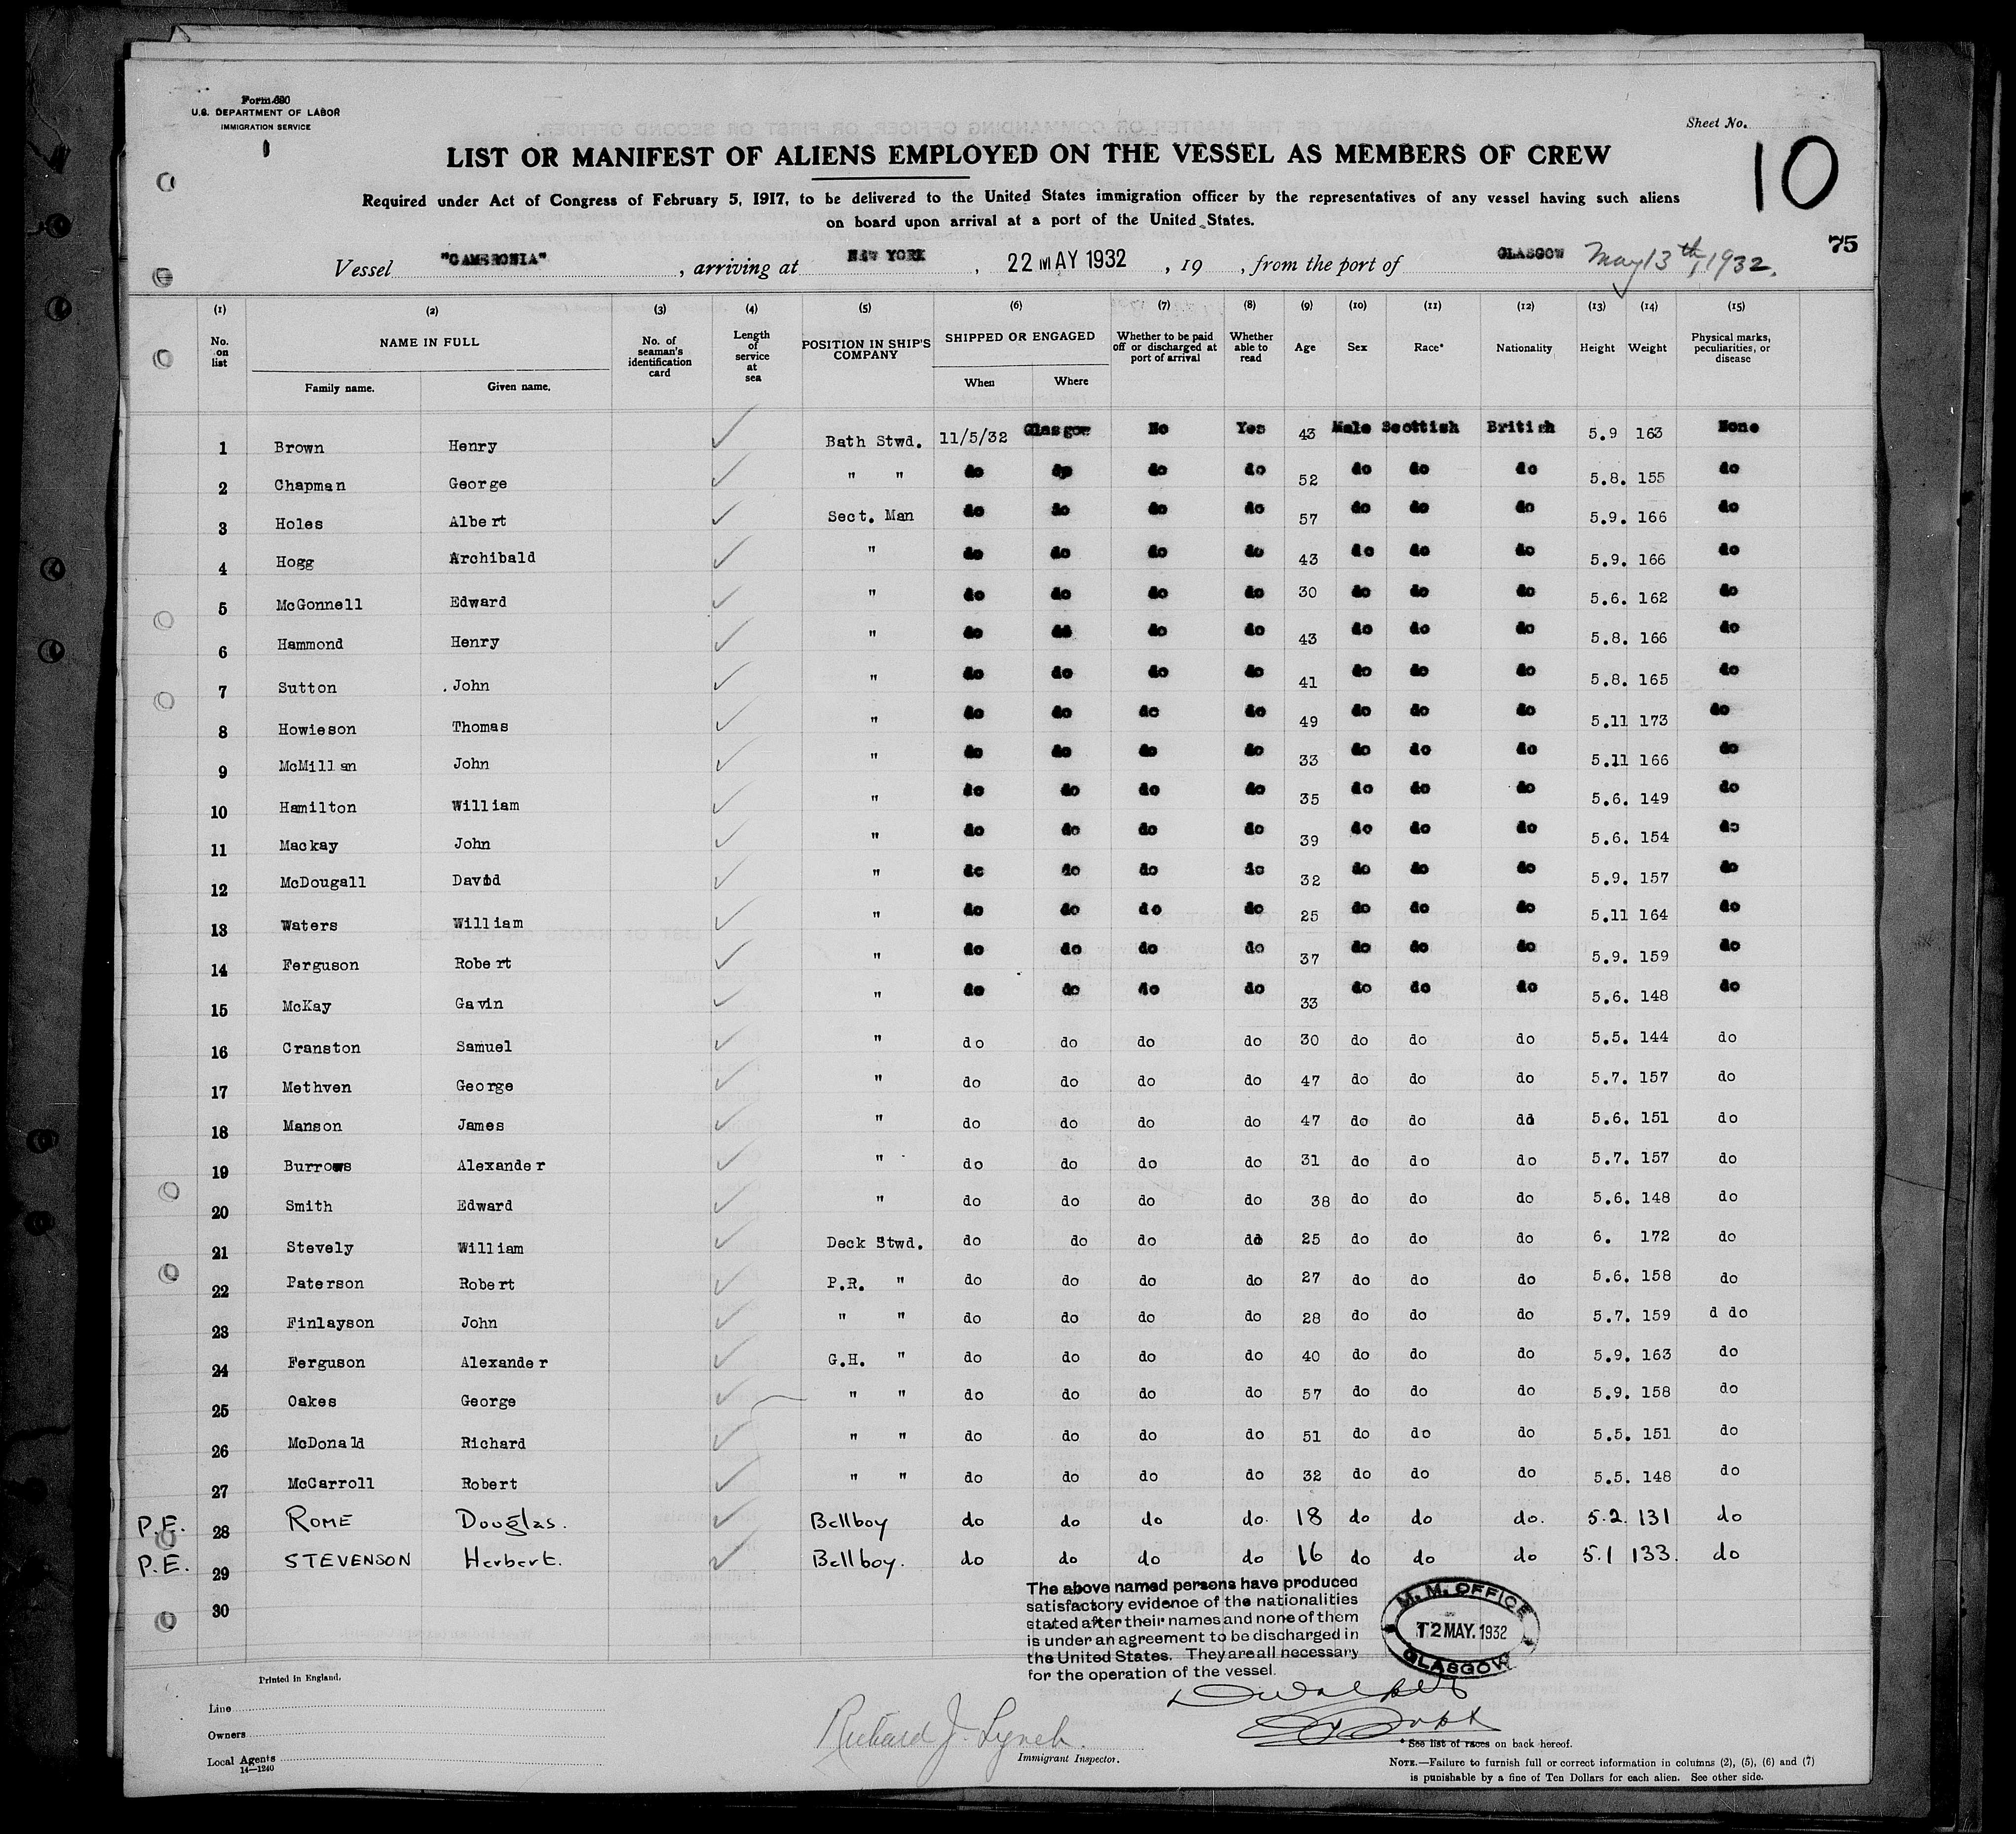 Form 680
U.S. DEPARTMENT OF LABOR
IMMIGRATION SERVICE
Sheet No.
10
LIST OR MANIFEST OF ALIENS EMPLOYED ON THE VESSEL AS MEMBERS OF CREW
Required under Act of Congress of February 5, 1917, to be delivered to the United States immigration officer by the representatives of any vessel having such aliens
on board upon arrival at a port of the United States.
75
Vessel "CAMERONIA", arriving at NEW YORK, 22 MAY 1932, 19 , from the port of GLASGOW May 13th, 1932.
(1) (2) (3) (4) (5) (6) (7) (8) (9) (10) (11) (12) (13) (14) (15)
No. on list NAME IN FULL Family name. Given name. No. of seaman's identification card Length of service at sea POSITION IN SHIP'S COMPANY SHIPPED OR ENGAGED When Where Whether to be paid off or discharged at port of arrival Whether able to read Age Sex Race* Nationality Height Weight Physical marks, peculiarities, or disease
1 Brown Henry ✓ Bath Stwd. 11/5/32 Glasgow No Yes 43 Male Scottish British 5.9 163 None
2 Chapman George ✓ " " do do do do 52 do do do 5.8. 155 do
3 Holes Albert ✓ Sect. Man do do do do 57 do do do 5.9. 166 do
4 Hogg Archibald ✓ " do do do do 43 do do do 5.9. 166 do
5 McGonnell Edward ✓ " do do do do 30 do do do 5.6. 162 do
6 Hammond Henry ✓ " do do do do 43 do do do 5.8. 166 do
7 Sutton John ✓ " do do do do 41 do do do 5.8. 165 do
8 Howieson Thomas ✓ " do do do do 49 do do do 5.11 173 do
9 McMillan John ✓ " do do do do 33 do do do 5.11 166 do
10 Hamilton William ✓ " do do do do 35 do do do 5.6. 149 do
11 Mackay John ✓ " do do do do 39 do do do 5.6. 154 do
12 McDougall David ✓ " do do do do 32 do do do 5.9. 157 do
13 Waters William ✓ " do do do do 25 do do do 5.11 164 do
14 Ferguson Robert ✓ " do do do do 37 do do do 5.9. 159 do
15 McKay Gavin ✓ " do do do do 33 do do do 5.6. 148 do
16 Cranston Samuel ✓ " do do do do 30 do do do 5.5. 144 do
17 Methven George ✓ " do do do do 47 do do do 5.7. 157 do
18 Manson James ✓ " do do do do 47 do do dd 5.6. 151 do
19 Burrows Alexander ✓ " do do do do 31 do do do 5.7. 157 do
20 Smith Edward ✓ " do do do do 38 do do do 5.6. 148 do
21 Stevely William ✓ Deck Stwd. do do do do 25 do do do 6. 172 do
22 Paterson Robert ✓ P.R. " do do do do 27 do do do 5.6. 158 do
23 Finlayson John ✓ " " do do do do 28 do do do 5.7. 159 d do
24 Ferguson Alexander ✓ G.H. " do do do do 40 do do do 5.9. 163 do
25 Oakes George ✓ " " do do do do 57 do do do 5.9. 158 do
26 McDonald Richard ✓ " " do do do do 51 do do do 5.5. 151 do
27 McCarroll Robert ✓ " " do do do do 32 do do do 5.5. 148 do
P.E. 28 ROME Douglas. ✓ Bellboy do do do do. 18 do do do. 5.2. 131 do
P.E. 29 STEVENSON Herbert. ✓ Bellboy. do do do do 16 do do do 5.1 133. do
30
The above named persons have produced
satisfactory evidence of the nationalities
stated after their names and none of them
is under an agreement to be discharged in
the United States. They are all necessary
for the operation of the vessel.
M. M. OFFICE
12 MAY. 1932
GLASGOW
Printed in England.
Line
Owners
Local Agents
14—1240
Richard J. Lynch.
Immigrant Inspector.
* See list of races on back hereof.
NOTE.—Failure to furnish full or correct information in columns (2), (5), (6) and (7)
is punishable by a fine of Ten Dollars for each alien. See other side.